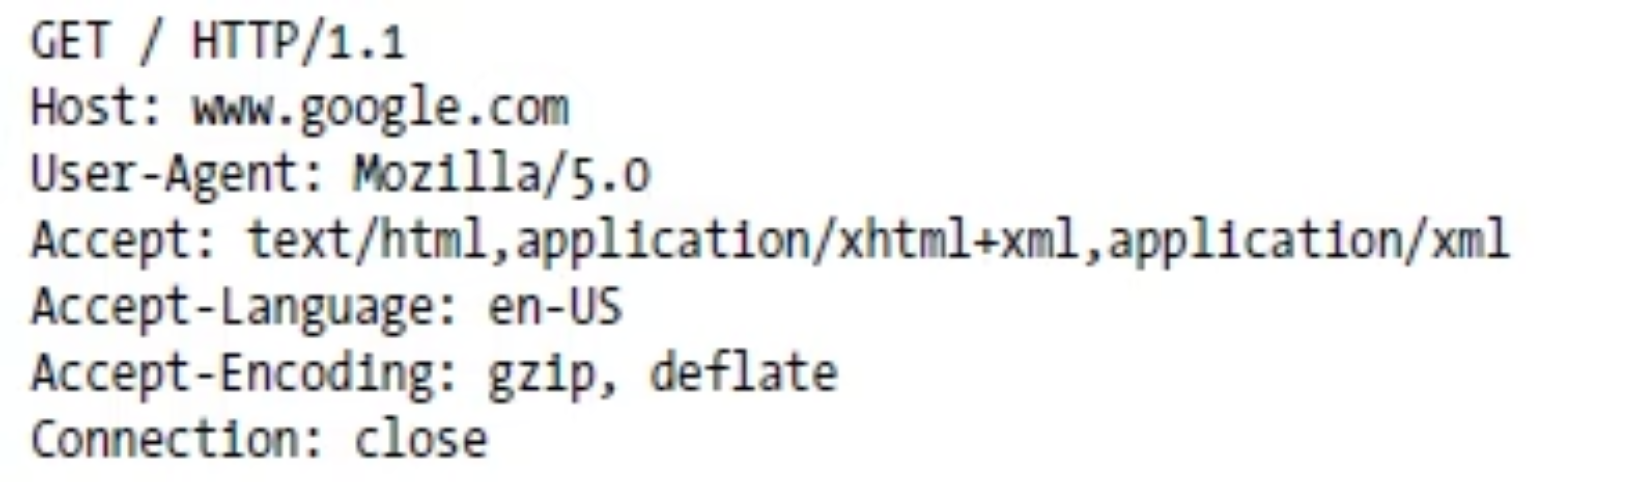 GET / HTTP/1.1
Host: www.google.com
User-Agent: Mozilla/5.0
Accept: text/html,application/xhtml+xml,application/xml
Accept-Language: en-US
Accept-Encoding: gzip, deflate
Connection: close